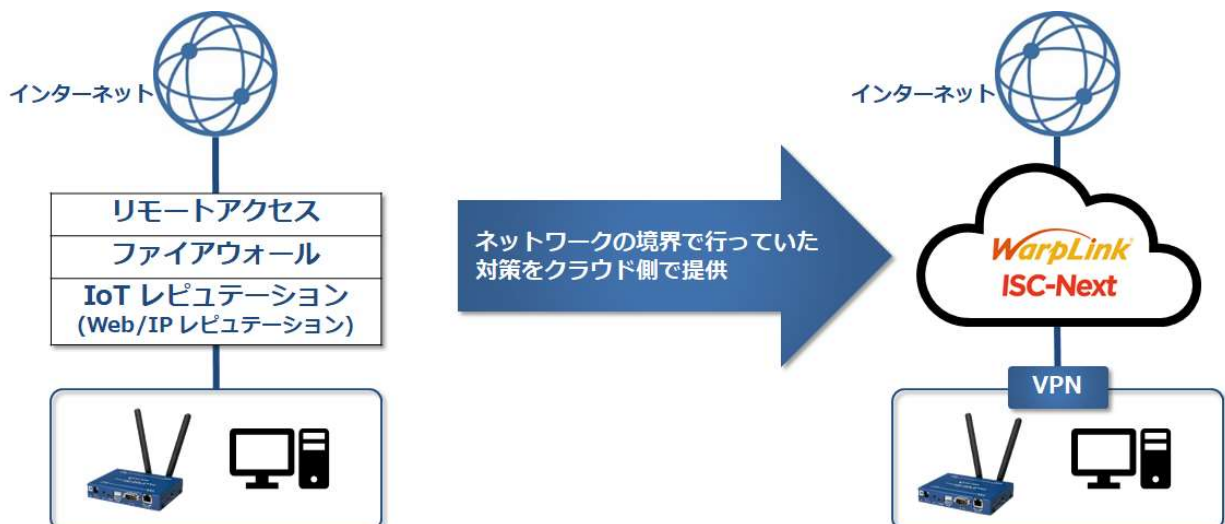 インターネット
リモートアクセス
ファイアウォール
IoT レピュテーション
(Web/IP レピュテーション)
ネットワークの境界で行っていた
対策をクラウド側で提供
インターネット
WarpLink
ISC-Next
VPN